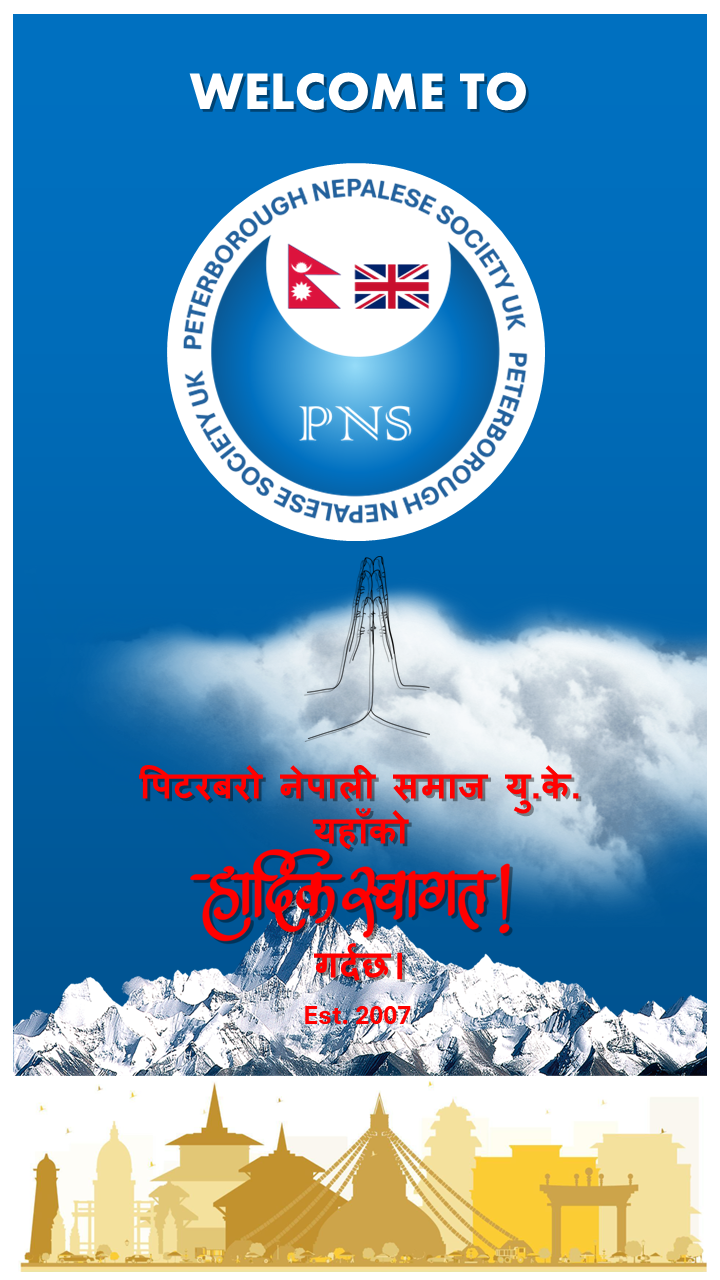 WELCOME TO
PETERBOROUGH NEPALESE SOCIETY UK
PETERBOROUGH NEPALESE SOCIETY UK
PNS
पिटरबरो नेपाली समाज यु.के.
यहाँको
हार्दिक स्वागत!
गर्दछ।
Est. 2007